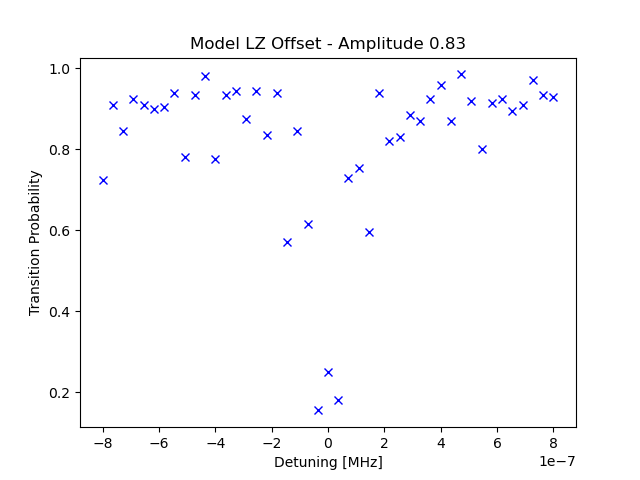 Model LZ Offset - Amplitude 0.83
Transition Probability
1.0
0.8
0.6
0.4
0.2
−8 −6 −4 −2 0 2 4 6 8
1e−7
Detuning [MHz]